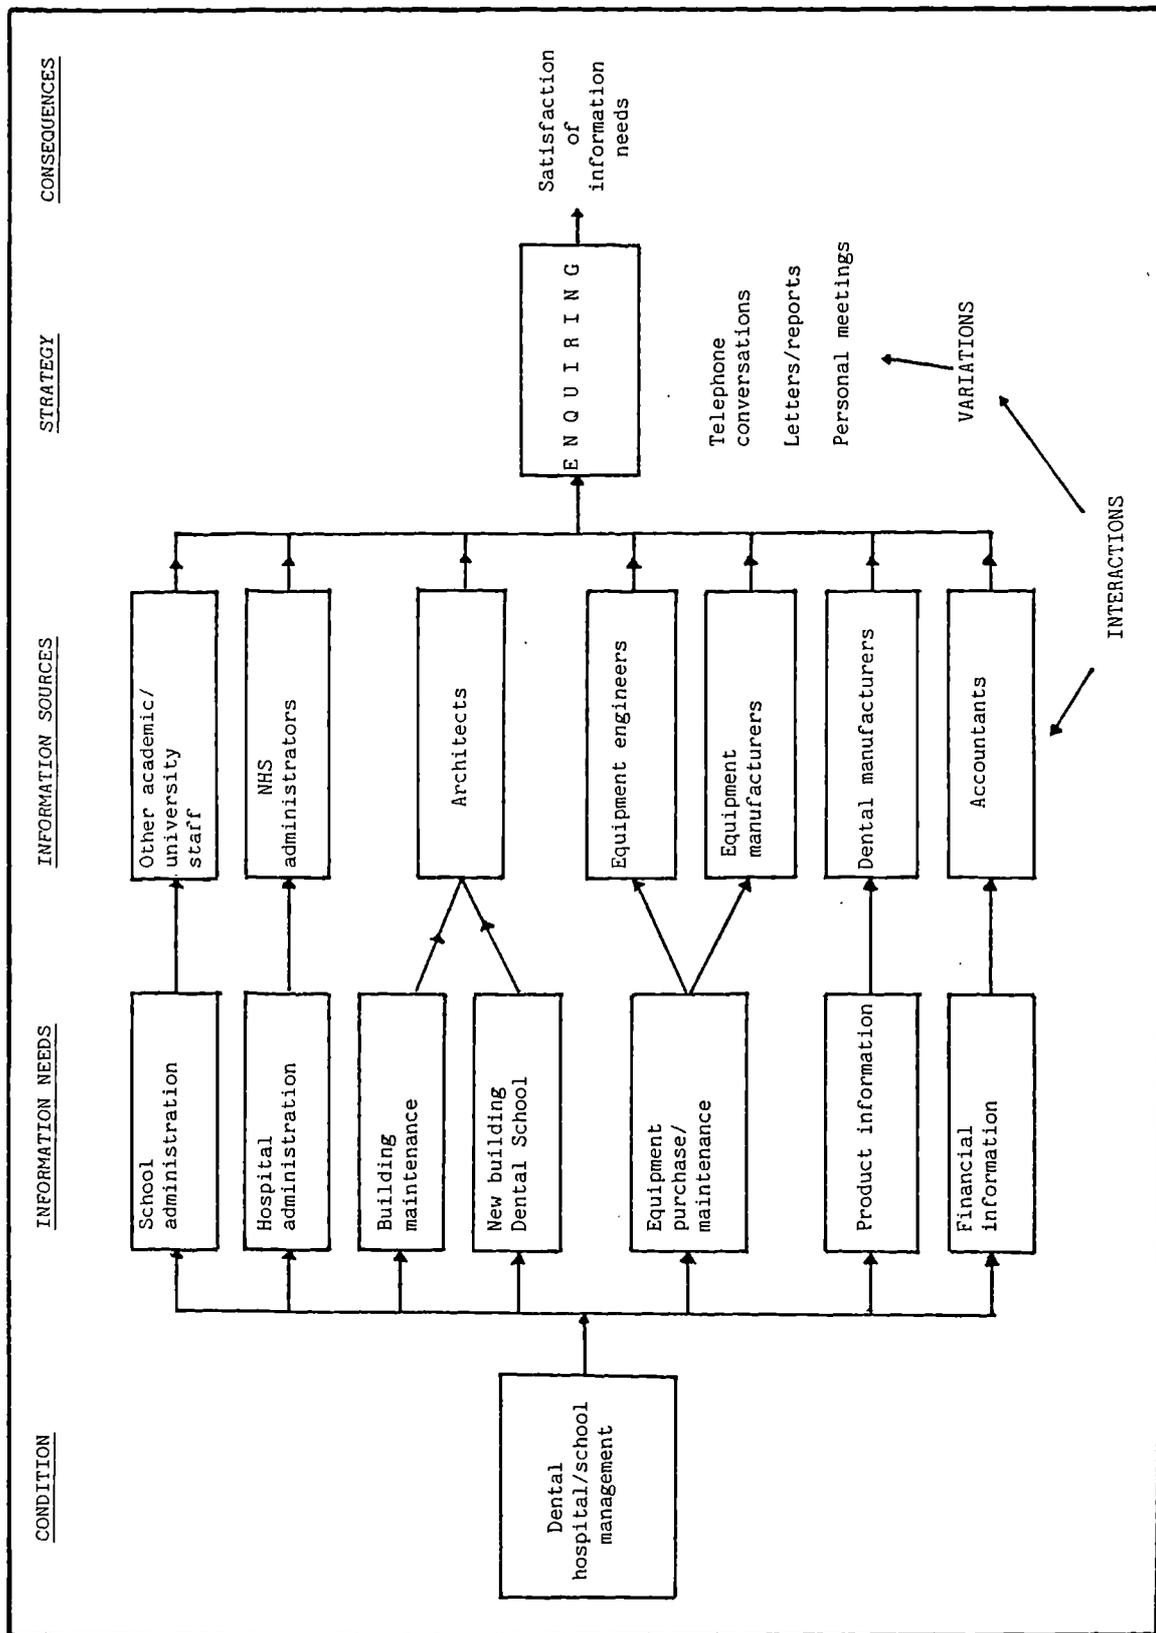 CONDITION
INFORMATION NEEDS
INFORMATION SOURCES
STRATEGY
CONSEQUENCES
Dental
hospital/school
management
School
administration
Hospital
administration
Building
maintenance
New building
Dental School
Equipment
purchase/
maintenance
Product information
Financial
information
Other academic/
university
staff
NHS
administrators
Architects
Equipment engineers
Equipment
manufacturers
Dental manufacturers
Accountants
E N Q U I R I N G
Telephone
conversations
Letters/reports
Personal meetings
VARIATIONS
INTERACTIONS
Satisfaction
of
information
needs